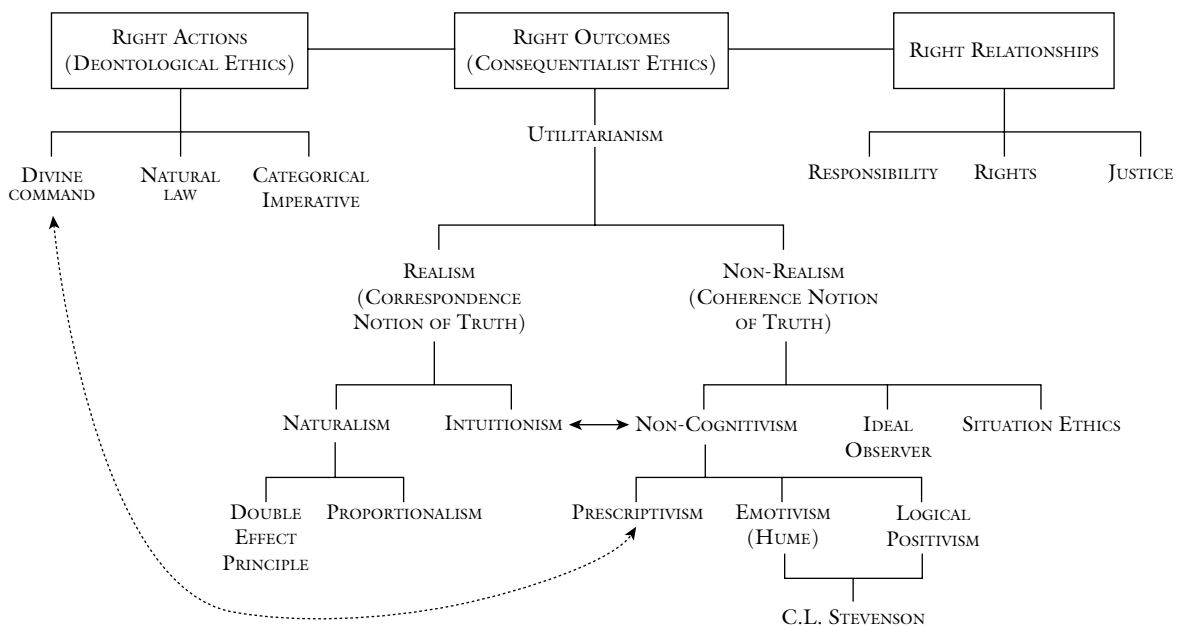 Right Actions
(Deontological Ethics)
Right Outcomes
(Consequentialist Ethics)
Right Relationships
Utilitarianism
Divine
command
Natural
law
Categorical
Imperative
Responsibility
Rights
Justice
Realism
(Correspondence
Notion of Truth)
Non-Realism
(Coherence Notion
of Truth)
Naturalism
Intuitionism
Non-Cognitivism
Ideal
Observer
Situation Ethics
Double
Effect
Principle
Proportionalism
Prescriptivism
Emotivism
(Hume)
Logical
Positivism
C.L. Stevenson